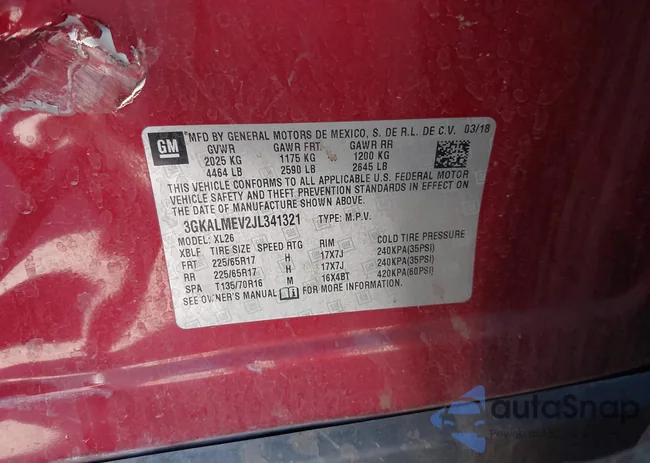 GM
MFD BY GENERAL MOTORS DE MEXICO, S. DE R.L. DE C.V. 03/18
GVWR GAWR FRT GAWR RR
2025 KG 1175 KG 1200 KG
4464 LB 2590 LB 2645 LB
THIS VEHICLE CONFORMS TO ALL APPLICABLE U.S. FEDERAL MOTOR
VEHICLE SAFETY AND THEFT PREVENTION STANDARDS IN EFFECT ON
THE DATE OF MANUFACTURE SHOWN ABOVE.
3GKALMEV2JL341321 TYPE: M.P.V.
MODEL: XL26
XBLF TIRE SIZE SPEED RTG RIM COLD TIRE PRESSURE
FRT 225/65R17 H 17X7J 240KPA(35PSI)
RR 225/65R17 H 17X7J 240KPA(35PSI)
SPA T135/70R16 M 16X4BT 420KPA(60PSI)
SEE OWNER'S MANUAL FOR MORE INFORMATION.
autoSnap